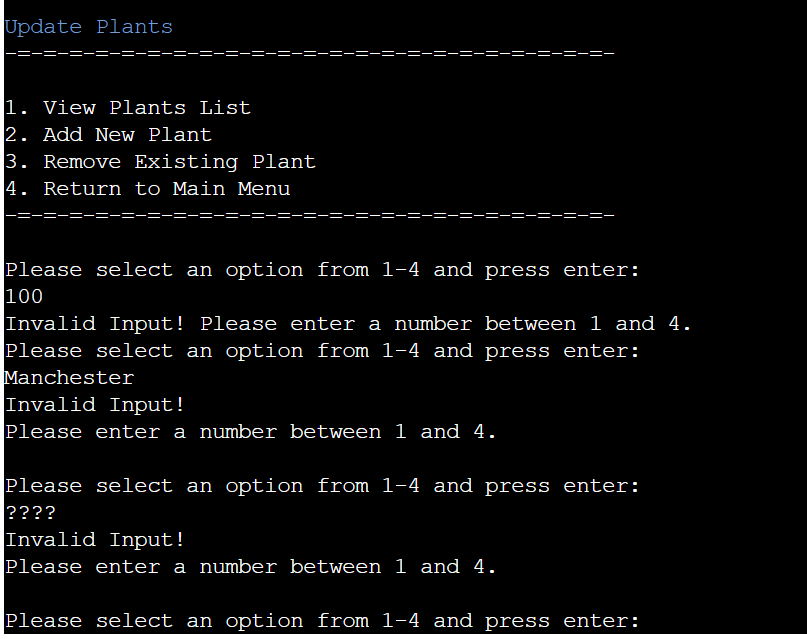 Update Plants
-=-=-=-=-=-=-=-=-=-=-=-=-=-=-=-=-=-=-=-=-=-=-=-
1. View Plants List
2. Add New Plant
3. Remove Existing Plant
4. Return to Main Menu
-=-=-=-=-=-=-=-=-=-=-=-=-=-=-=-=-=-=-=-=-=-=-=-
Please select an option from 1-4 and press enter:
100
Invalid Input! Please enter a number between 1 and 4.
Please select an option from 1-4 and press enter:
Manchester
Invalid Input!
Please enter a number between 1 and 4.
Please select an option from 1-4 and press enter:
????
Invalid Input!
Please enter a number between 1 and 4.
Please select an option from 1-4 and press enter: